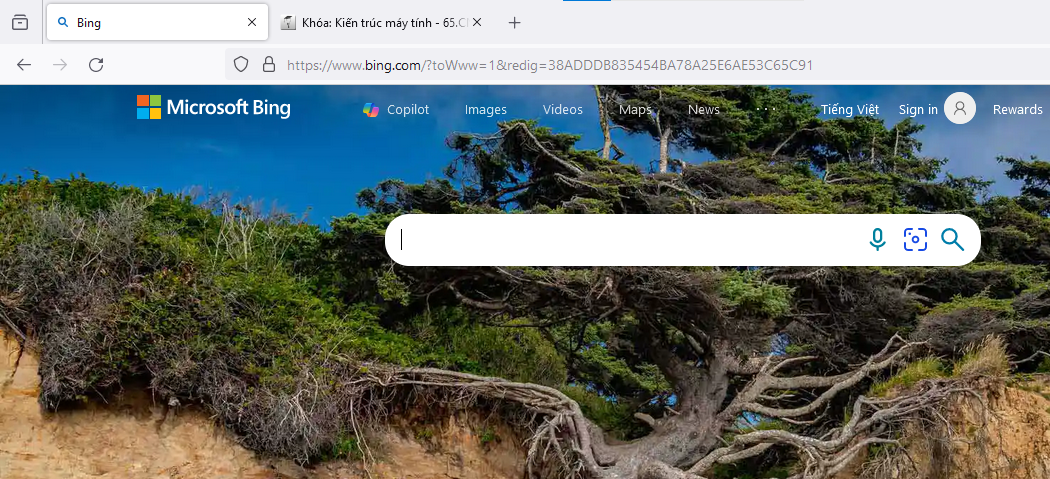 Bing
Khóa: Kiến trúc máy tính - 65.C
https://www.bing.com/?toWww=1&redig=38ADDDB835454BA78A25E6AE53C65C91
Microsoft Bing Copilot Images Videos Maps News ... Tiếng Việt Sign in Rewards